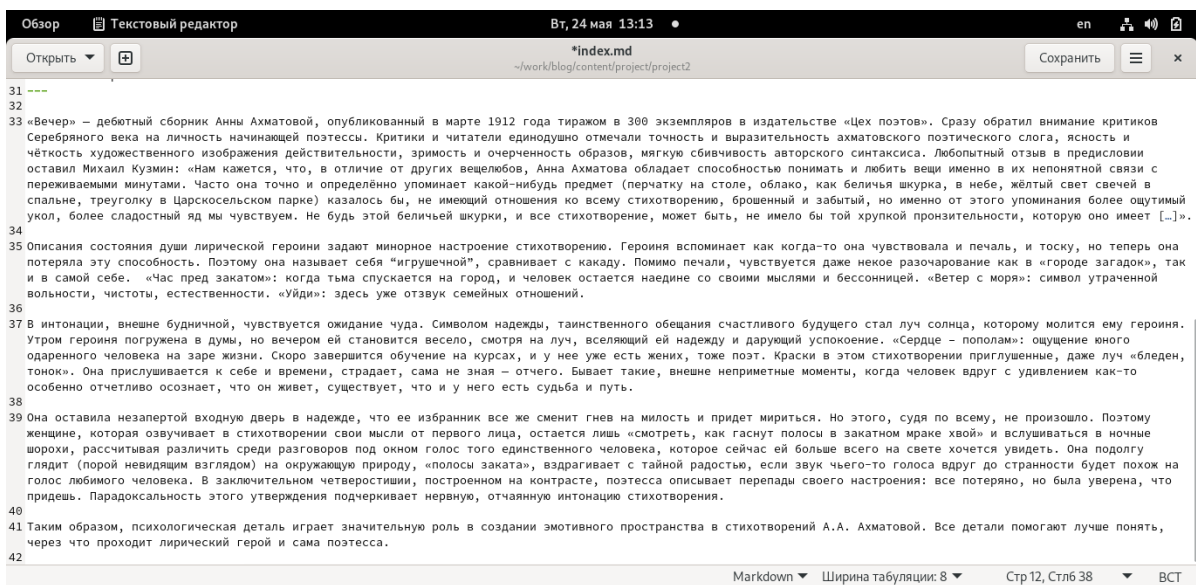 Обзор Текстовый редактор Вт, 24 мая 13:13 en
Открыть *index.md Сохранить
~/work/blog/content/project/project2
31 ---
32
33 «Вечер» — дебютный сборник Анны Ахматовой, опубликованный в марте 1912 года тиражом в 300 экземпляров в издательстве «Цех поэтов». Сразу обратил внимание критиков
Серебряного века на личность начинающей поэтессы. Критики и читатели единодушно отмечали точность и выразительность ахматовского поэтического слога, ясность и
чёткость художественного изображения действительности, зримость и очерченность образов, мягкую сбивчивость авторского синтаксиса. Любопытный отзыв в предисловии
оставил Михаил Кузмин: «Нам кажется, что, в отличие от других вещелюбов, Анна Ахматова обладает способностью понимать и любить вещи именно в их непонятной связи с
переживаемыми минутами. Часто она точно и определённо упоминает какой-нибудь предмет (перчатку на столе, облако, как беличья шкурка, в небе, жёлтый свет свечей в
спальне, треуголку в Царскосельском парке) казалось бы, не имеющий отношения ко всему стихотворению, брошенный и забытый, но именно от этого упоминания более ощутимый
укол, более сладостный яд мы чувствуем. Не будь этой беличьей шкурки, и все стихотворение, может быть, не имело бы той хрупкой пронзительности, которую оно имеет […]».
34
35 Описания состояния души лирической героини задают минорное настроение стихотворению. Героиня вспоминает как когда-то она чувствовала и печаль, и тоску, но теперь она
потеряла эту способность. Поэтому она называет себя “игрушечной”, сравнивает с какаду. Помимо печали, чувствуется даже некое разочарование как в «городе загадок», так
и в самой себе. «Час пред закатом»: когда тьма спускается на город, и человек остается наедине со своими мыслями и бессонницей. «Ветер с моря»: символ утраченной
вольности, чистоты, естественности. «Уйди»: здесь уже отзвук семейных отношений.
36
37 В интонации, внешне будничной, чувствуется ожидание чуда. Символом надежды, таинственного обещания счастливого будущего стал луч солнца, которому молится ему героиня.
Утром героиня погружена в думы, но вечером ей становится весело, смотря на луч, вселяющий ей надежду и дарующий успокоение. «Сердце – пополам»: ощущение юного
одаренного человека на заре жизни. Скоро завершится обучение на курсах, и у нее уже есть жених, тоже поэт. Краски в этом стихотворении приглушенные, даже луч «бледен,
тонок». Она прислушивается к себе и времени, страдает, сама не зная — отчего. Бывает такие, внешне неприметные моменты, когда человек вдруг с удивлением как-то
особенно отчетливо осознает, что он живет, существует, что и у него есть судьба и путь.
38
39 Она оставила незапертой входную дверь в надежде, что ее избранник все же сменит гнев на милость и придет мириться. Но этого, судя по всему, не произошло. Поэтому
женщине, которая озвучивает в стихотворении свои мысли от первого лица, остается лишь «смотреть, как гаснут полосы в закатном мраке хвой» и вслушиваться в ночные
шорохи, рассчитывая различить среди разговоров под окном голос того единственного человека, которое сейчас ей больше всего на свете хочется увидеть. Она подолгу
глядит (порой невидящим взглядом) на окружающую природу, «полосы заката», вздрагивает с тайной радостью, если звук чьего-то голоса вдруг до странности будет похож на
голос любимого человека. В заключительном четверостишии, построенном на контрасте, поэтесса описывает перепады своего настроения: все потеряно, но была уверена, что
придешь. Парадоксальность этого утверждения подчеркивает нервную, отчаянную интонацию стихотворения.
40
41 Таким образом, психологическая деталь играет значительную роль в создании эмотивного пространства в стихотворений А.А. Ахматовой. Все детали помогают лучше понять,
через что проходит лирический герой и сама поэтесса.
42
Markdown Ширина табуляции: 8 Стр 12, Стлб 38 ВСТ